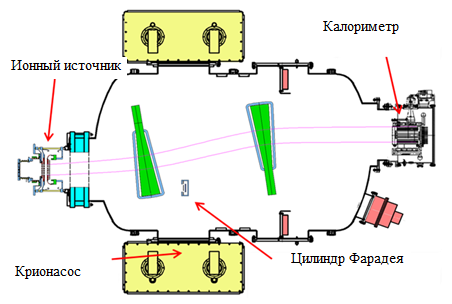 Калориметр
Ионный источник
Крионасос
Цилиндр Фарадея